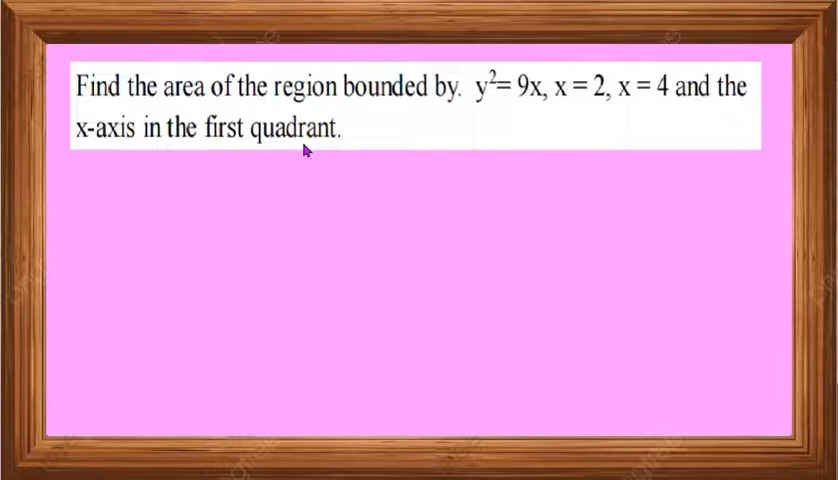 Find the area of the region bounded by. y²= 9x, x = 2, x = 4 and the
x-axis in the first quadrant.